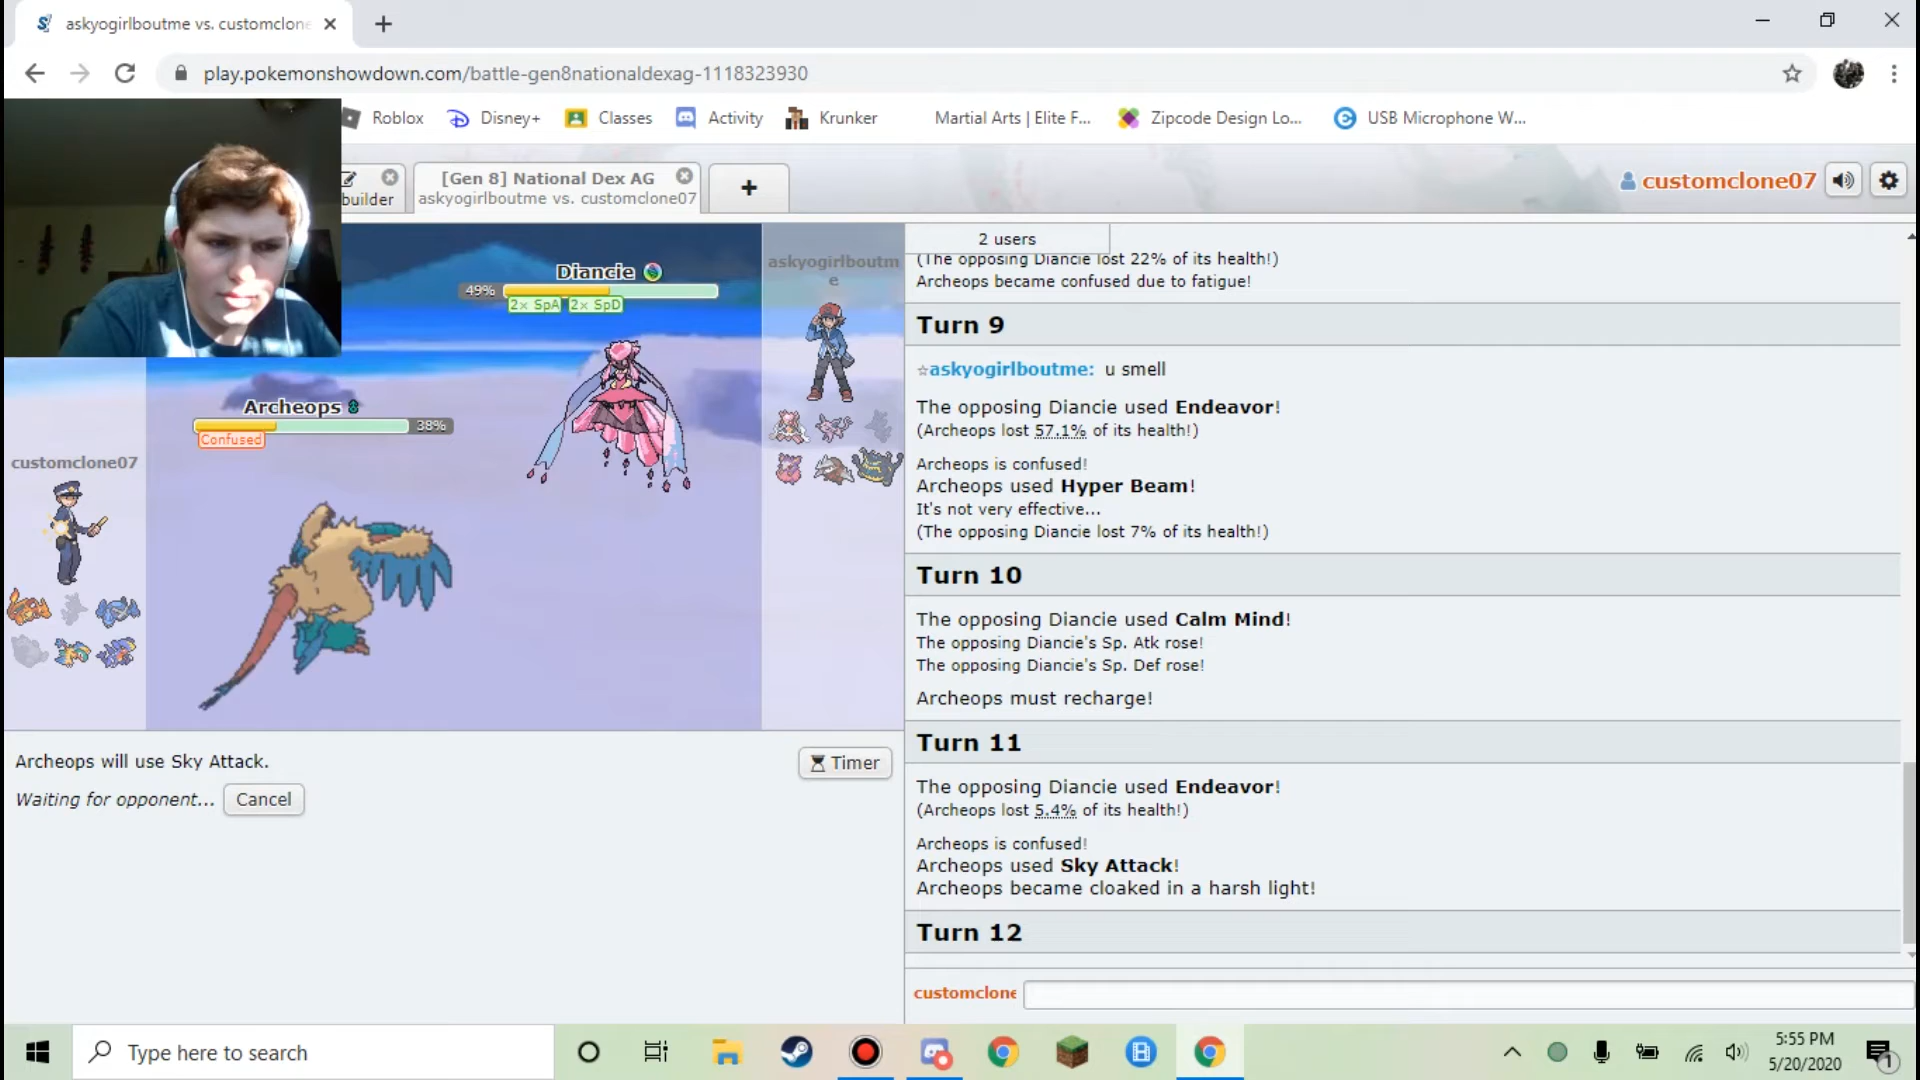 askyogirlboutme vs. customclone
play.pokemonshowdown.com/battle-gen8nationaldexag-1118323930
Roblox
Disney+
Classes
Activity
Krunker
Martial Arts | Elite F...
Zipcode Design Lo...
USB Microphone W...
builder
[Gen 8] National Dex AG
askyogirlboutme vs. customclone07
customclone07
Diancie
49%
2× SpA 2× SpD
Archeops
38%
Confused
customclone07
askyogirlboutm
e
Archeops will use Sky Attack.
Timer
Waiting for opponent...
Cancel
2 users
(The opposing Diancie lost 22% of its health!)
Archeops became confused due to fatigue!
Turn 9
☆askyogirlboutme: u smell
The opposing Diancie used Endeavor!
(Archeops lost 57.1% of its health!)
Archeops is confused!
Archeops used Hyper Beam!
It's not very effective...
(The opposing Diancie lost 7% of its health!)
Turn 10
The opposing Diancie used Calm Mind!
The opposing Diancie's Sp. Atk rose!
The opposing Diancie's Sp. Def rose!
Archeops must recharge!
Turn 11
The opposing Diancie used Endeavor!
(Archeops lost 5.4% of its health!)
Archeops is confused!
Archeops used Sky Attack!
Archeops became cloaked in a harsh light!
Turn 12
customclone
Type here to search
5:55 PM
5/20/2020
1